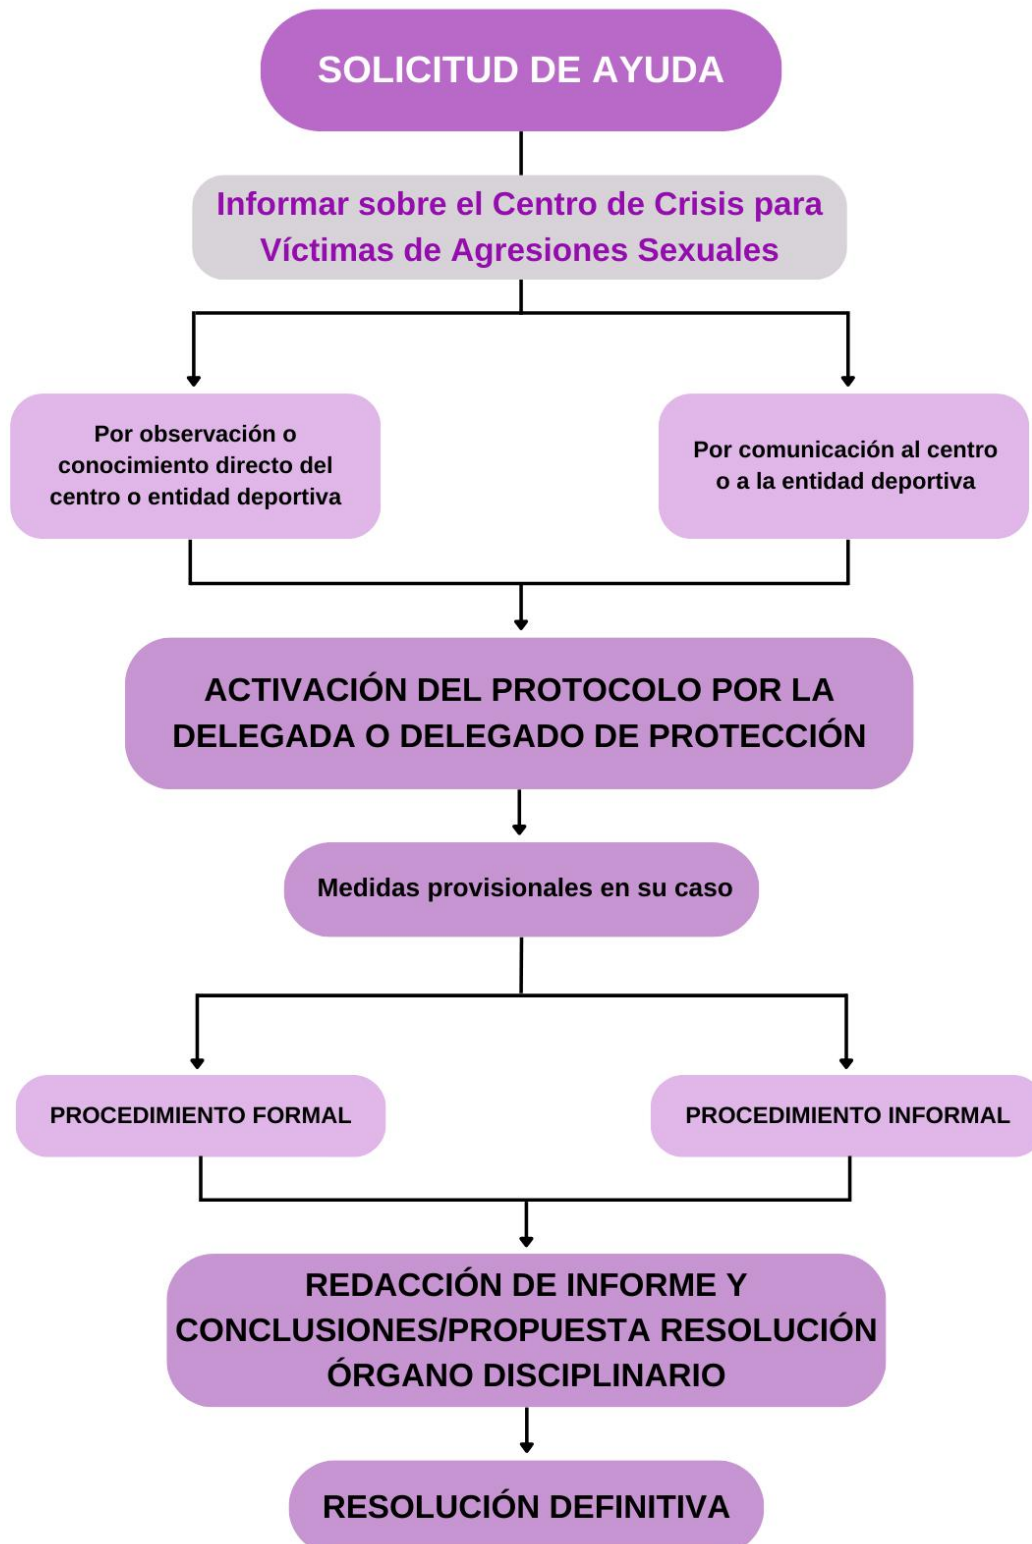 SOLICITUD DE AYUDA
Informar sobre el Centro de Crisis para
Víctimas de Agresiones Sexuales
Por observación o
conocimiento directo del
centro o entidad deportiva
Por comunicación al centro
o a la entidad deportiva
ACTIVACIÓN DEL PROTOCOLO POR LA
DELEGADA O DELEGADO DE PROTECCIÓN
Medidas provisionales en su caso
PROCEDIMIENTO FORMAL
PROCEDIMIENTO INFORMAL
REDACCIÓN DE INFORME Y
CONCLUSIONES/PROPUESTA RESOLUCIÓN
ÓRGANO DISCIPLINARIO
RESOLUCIÓN DEFINITIVA